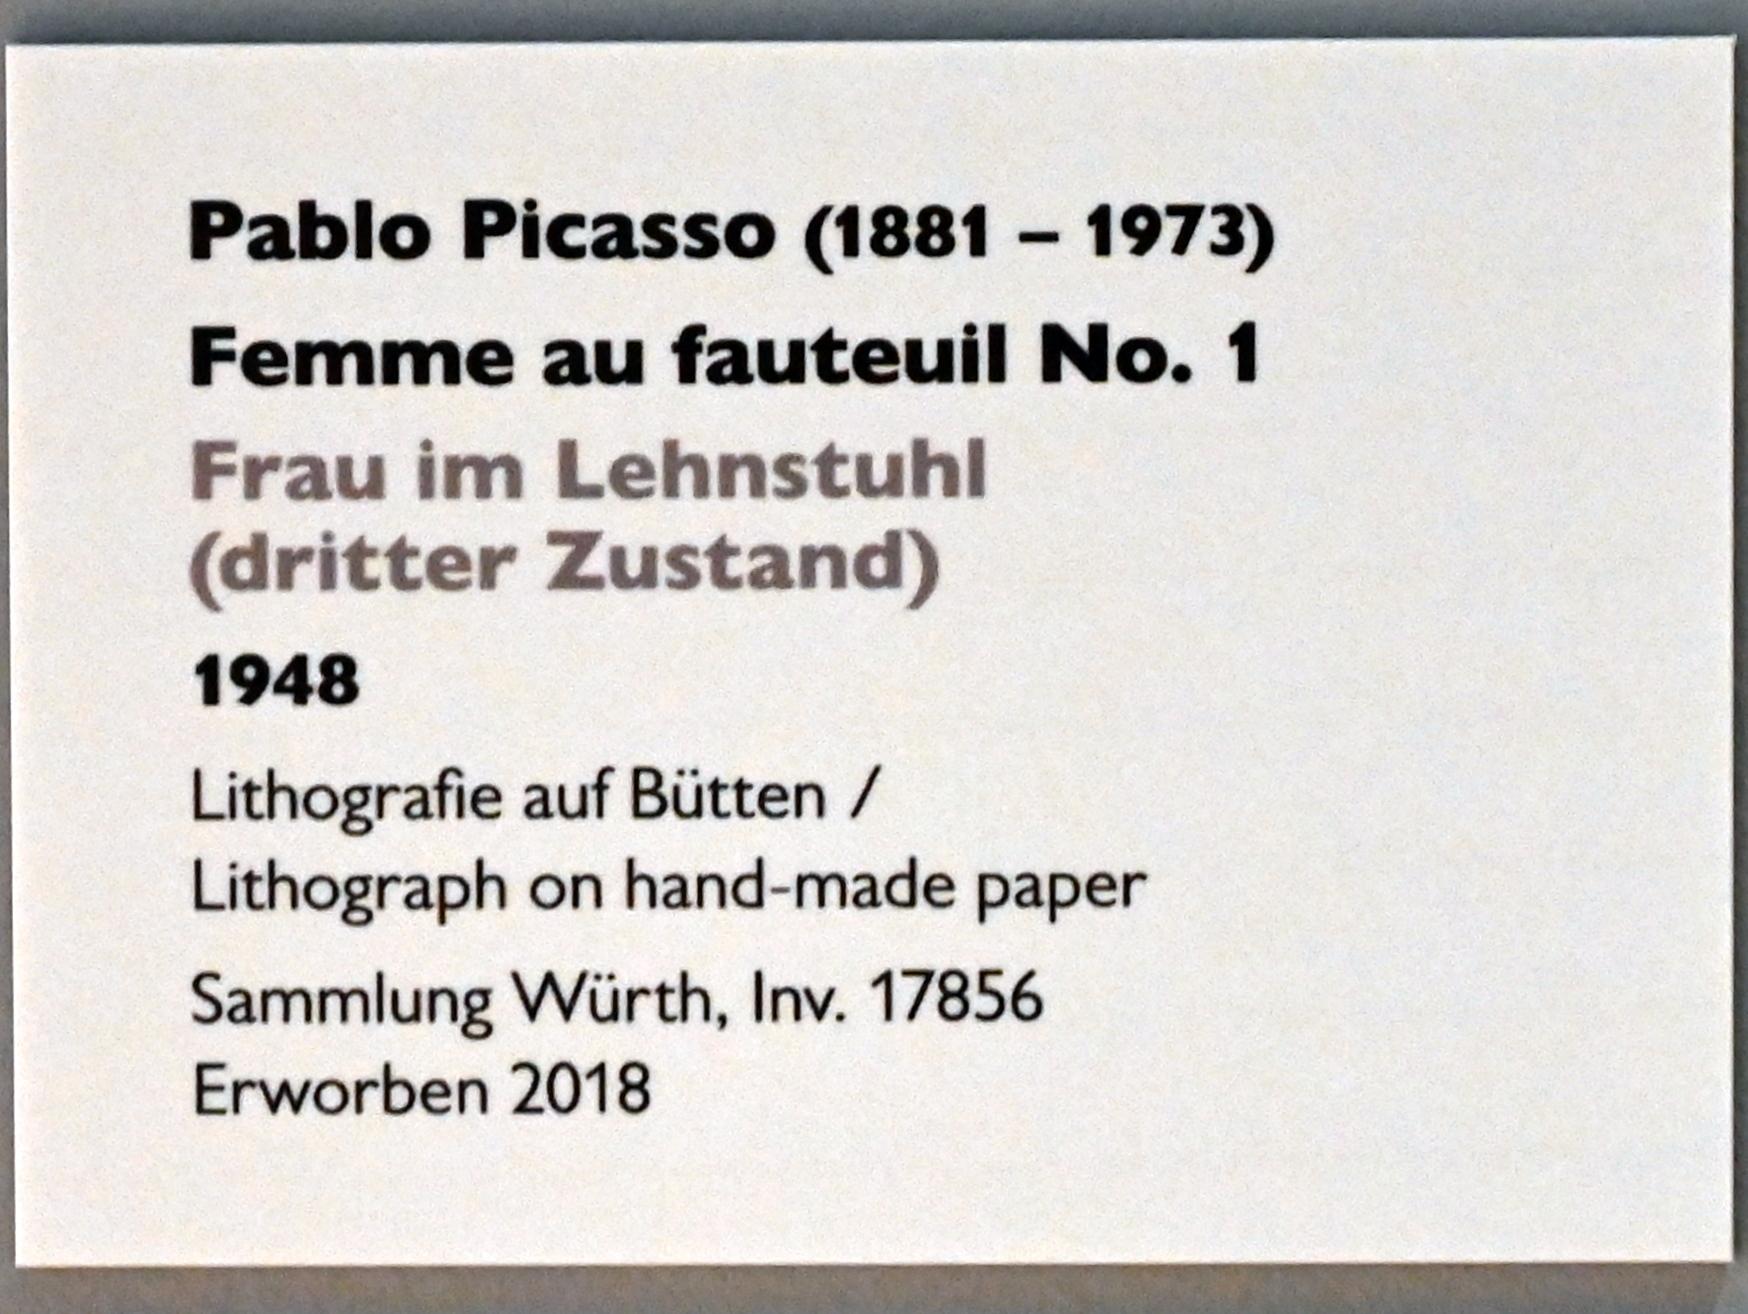 Pablo Picasso (1881 – 1973)
Femme au fauteuil No. 1
Frau im Lehnstuhl
(dritter Zustand)
1948
Lithografie auf Bütten /
Lithograph on hand-made paper
Sammlung Würth, Inv. 17856
Erworben 2018